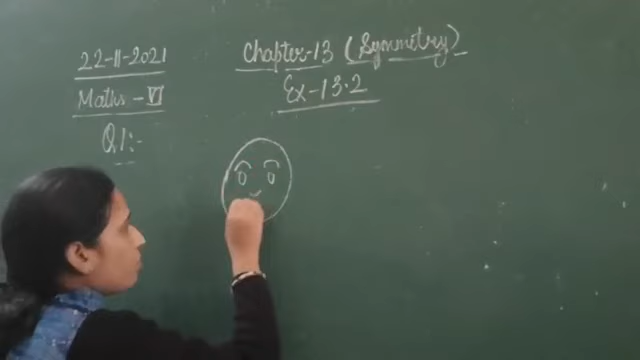 22-11-2021
Maths - VI
Chapter-13 (Symmetry)
Ex-13.2
Q1:-